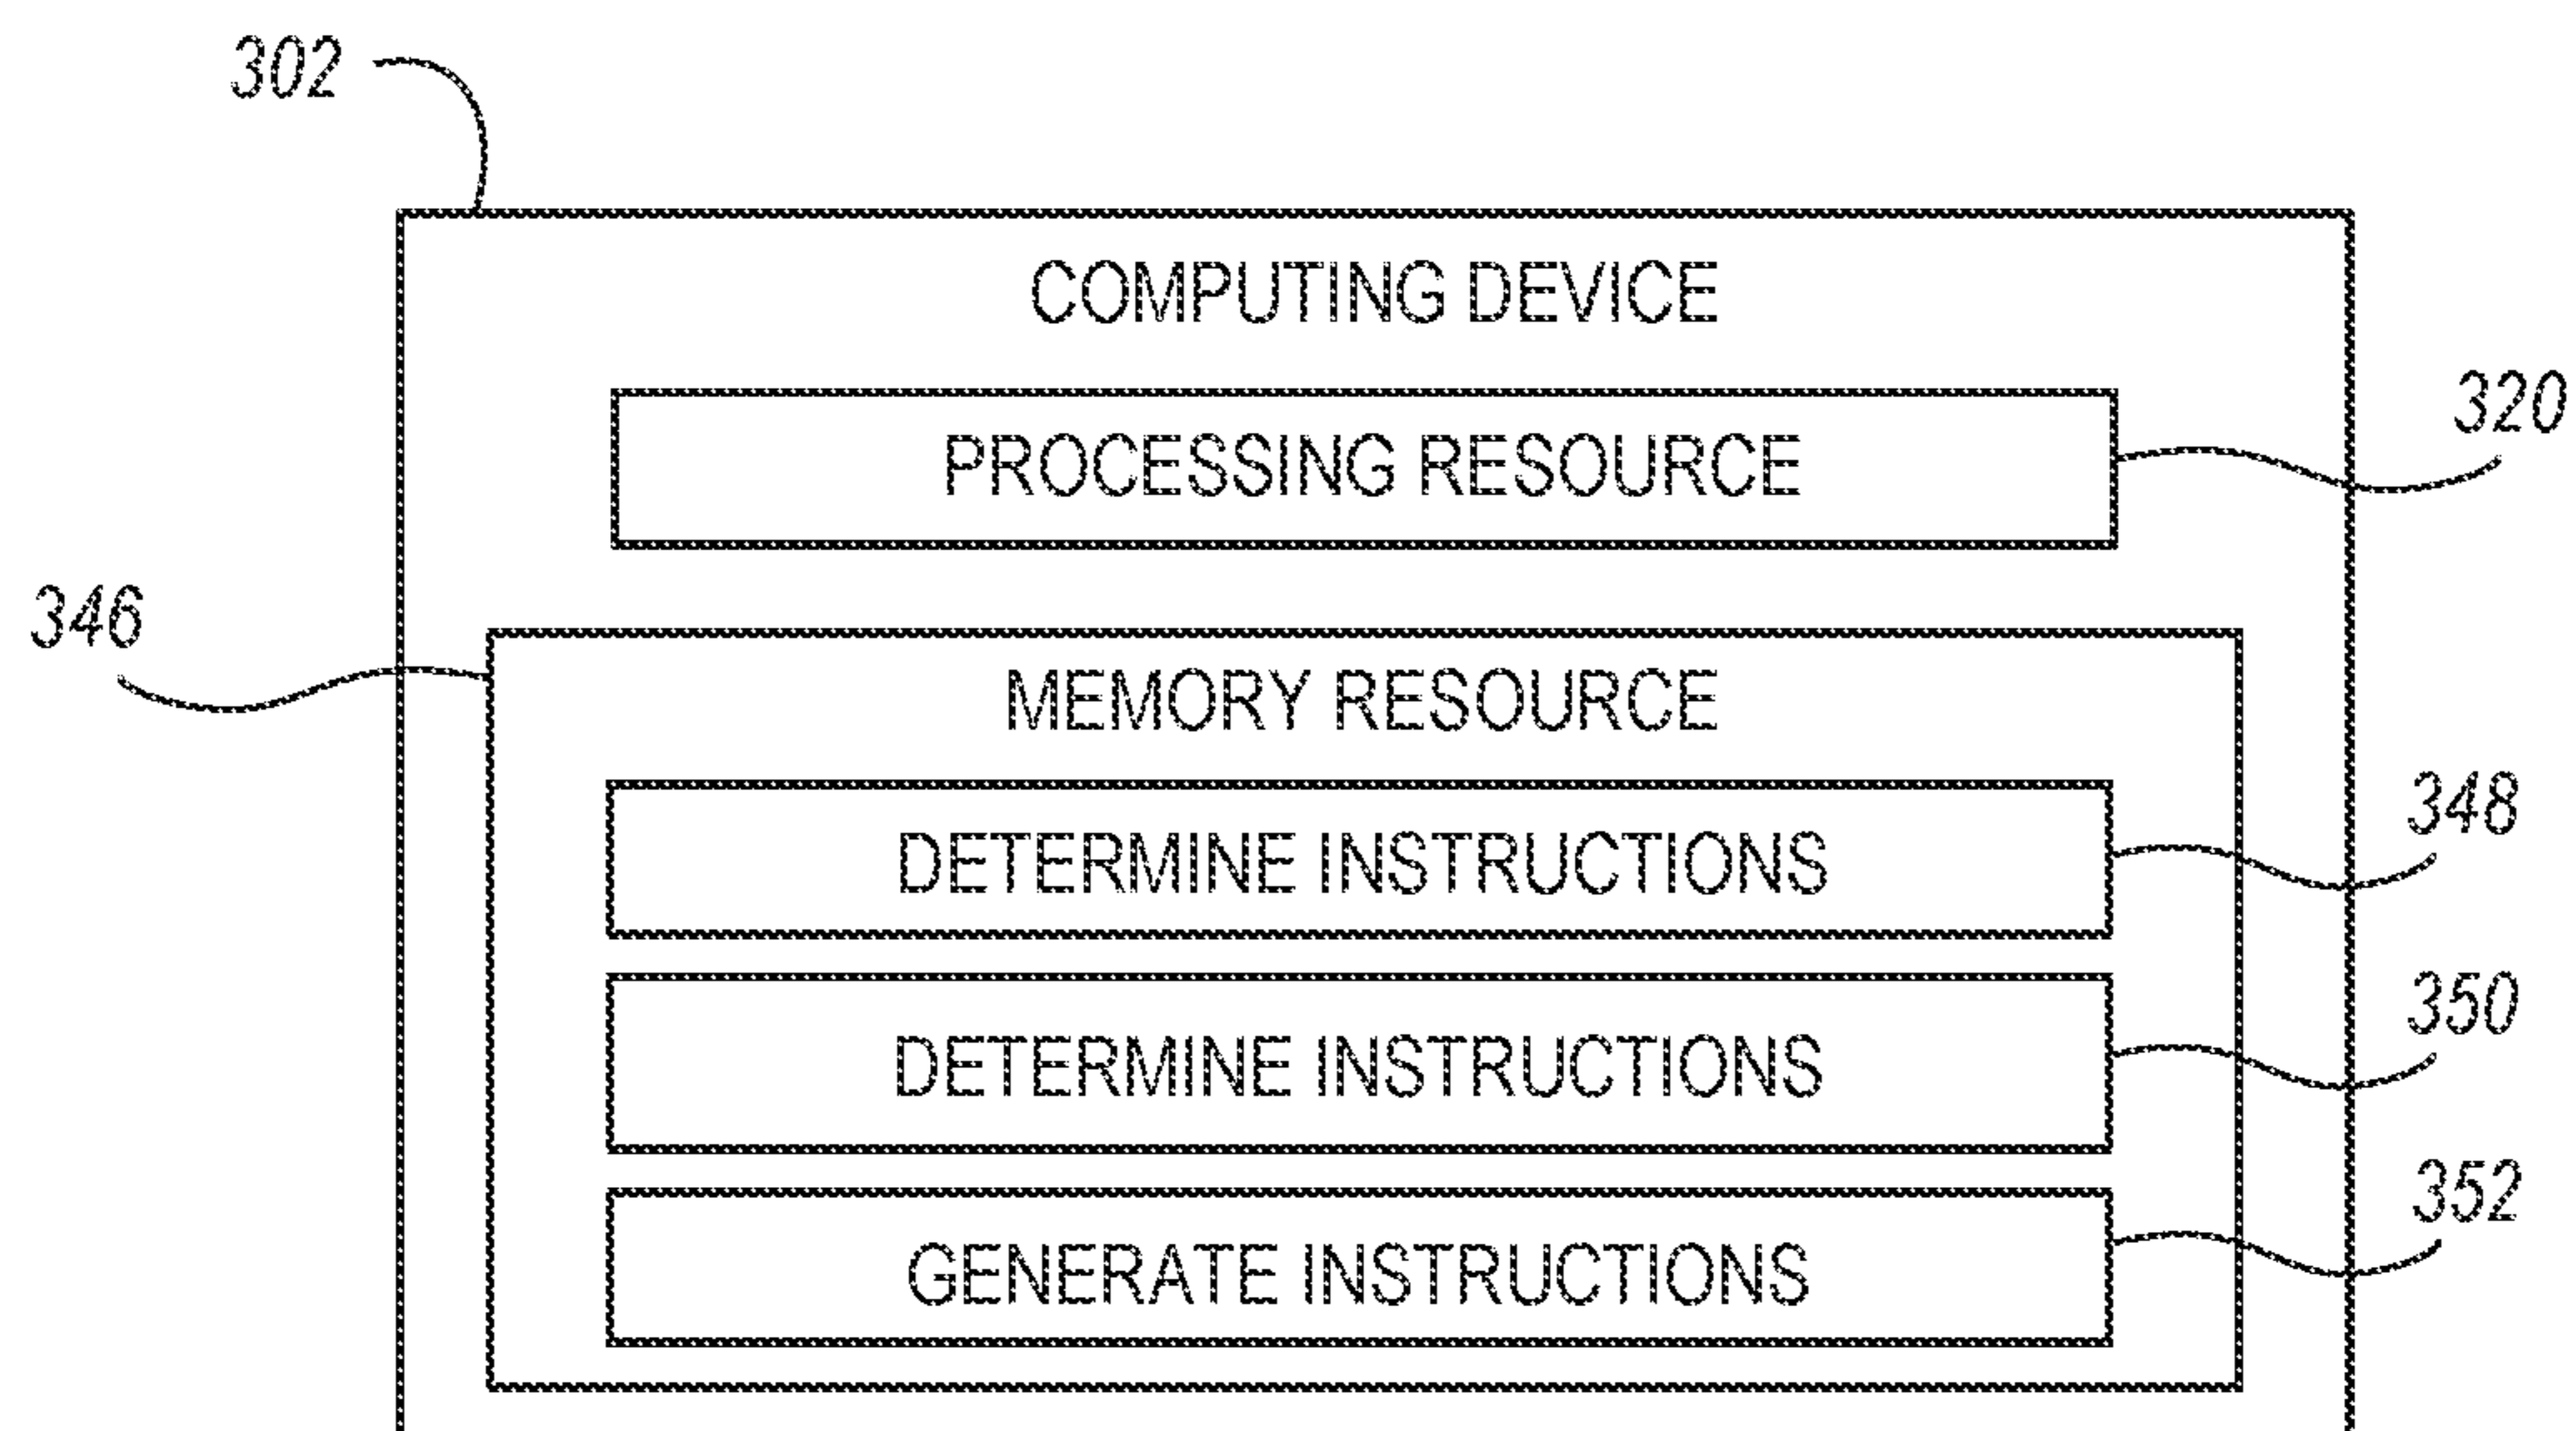 302
COMPUTING DEVICE
PROCESSING RESOURCE
320
346
MEMORY RESOURCE
DETERMINE INSTRUCTIONS
348
DETERMINE INSTRUCTIONS
350
GENERATE INSTRUCTIONS
352